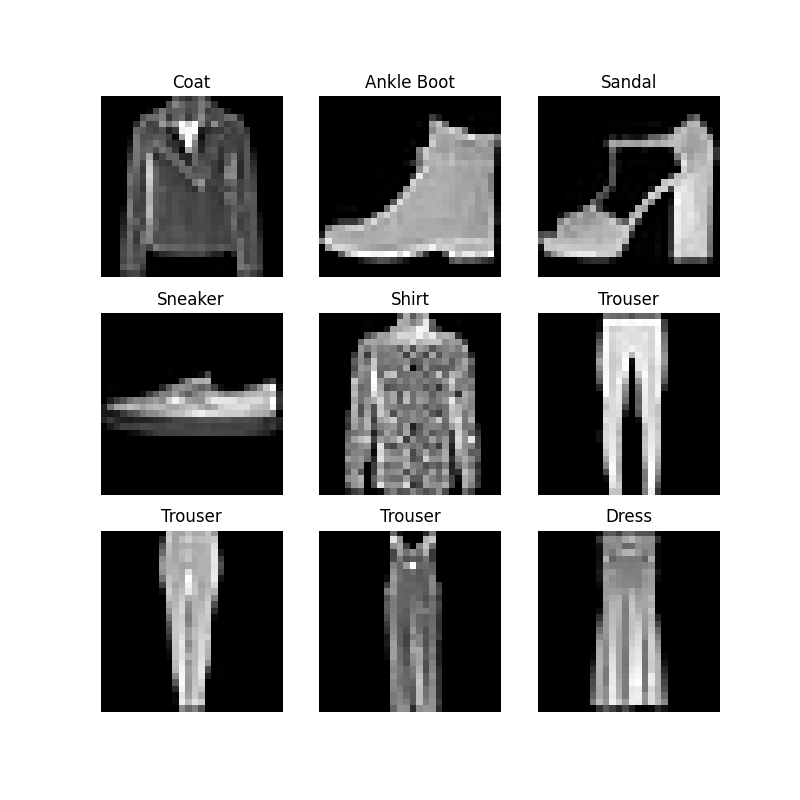 Coat
Ankle Boot
Sandal
Sneaker
Shirt
Trouser
Trouser
Trouser
Dress